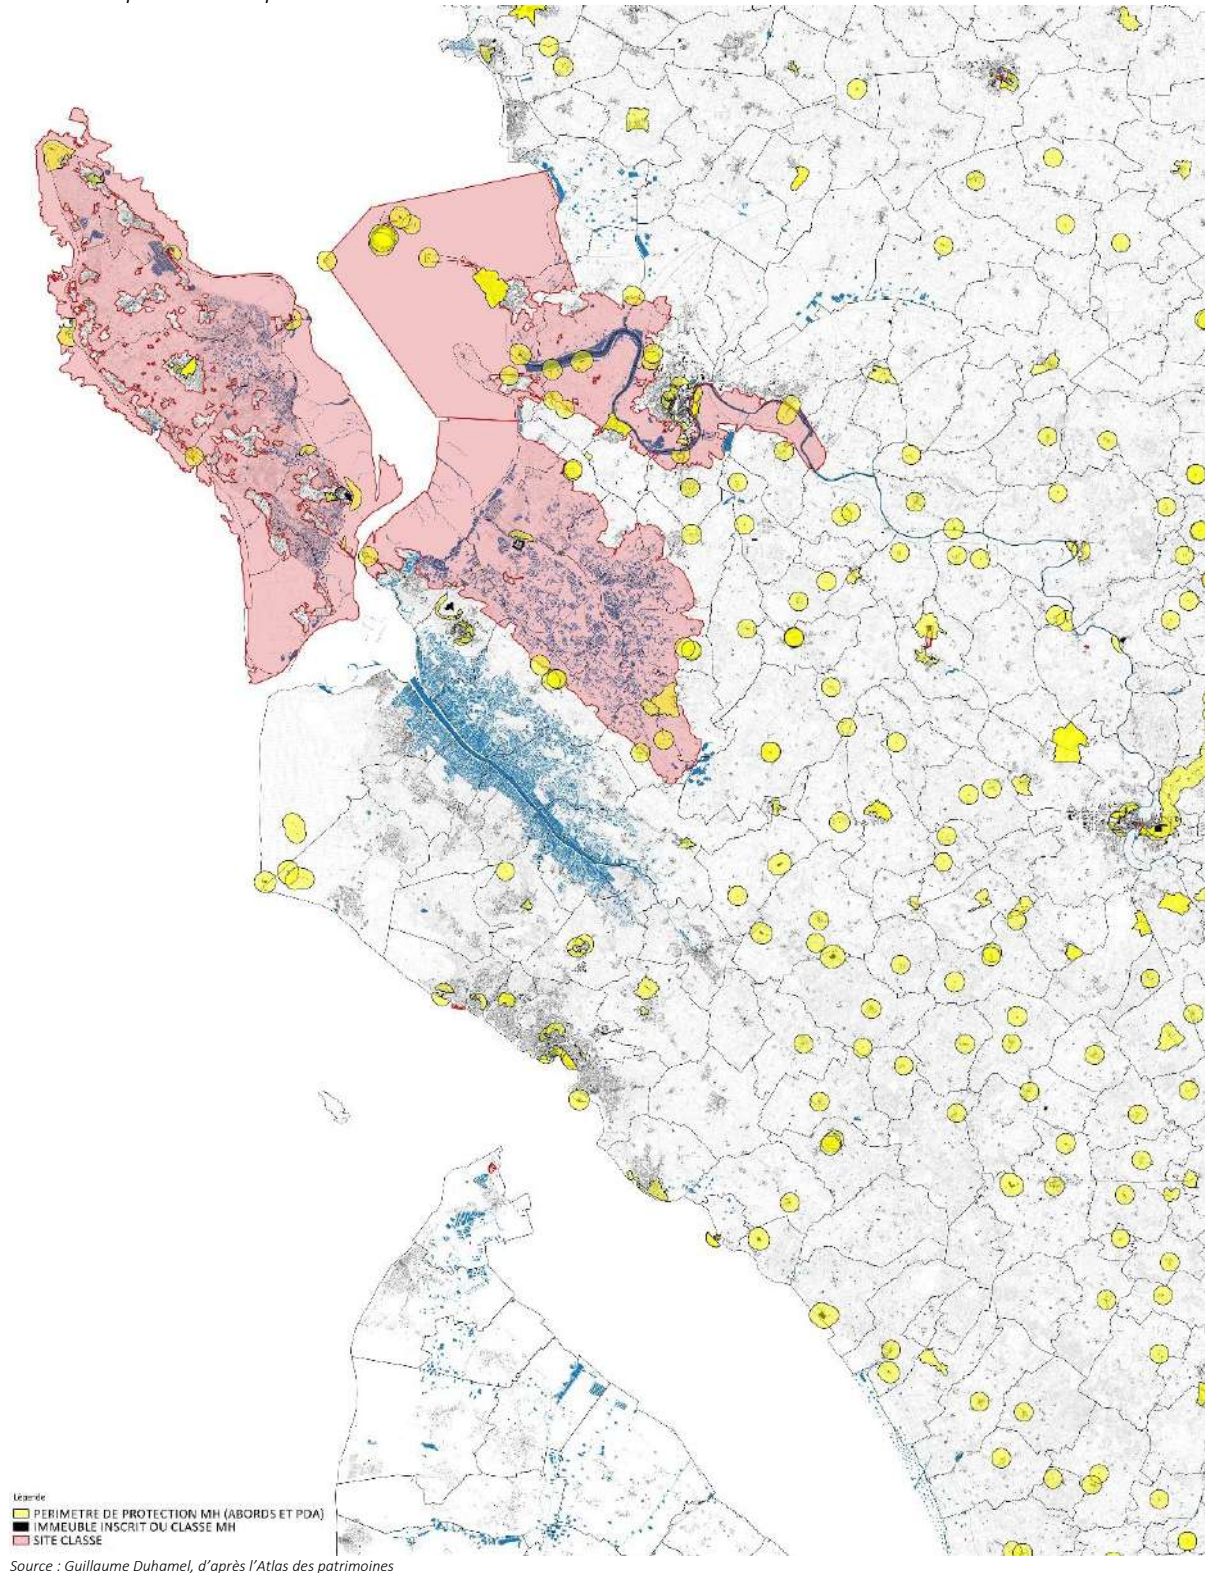 Légende
PERIMETRE DE PROTECTION MH (ABORDS ET PDA)
IMMEUBLE INSCRIT OU CLASSE MH
SITE CLASSE
Source : Guillaume Duhamel, d’après l’Atlas des patrimoines